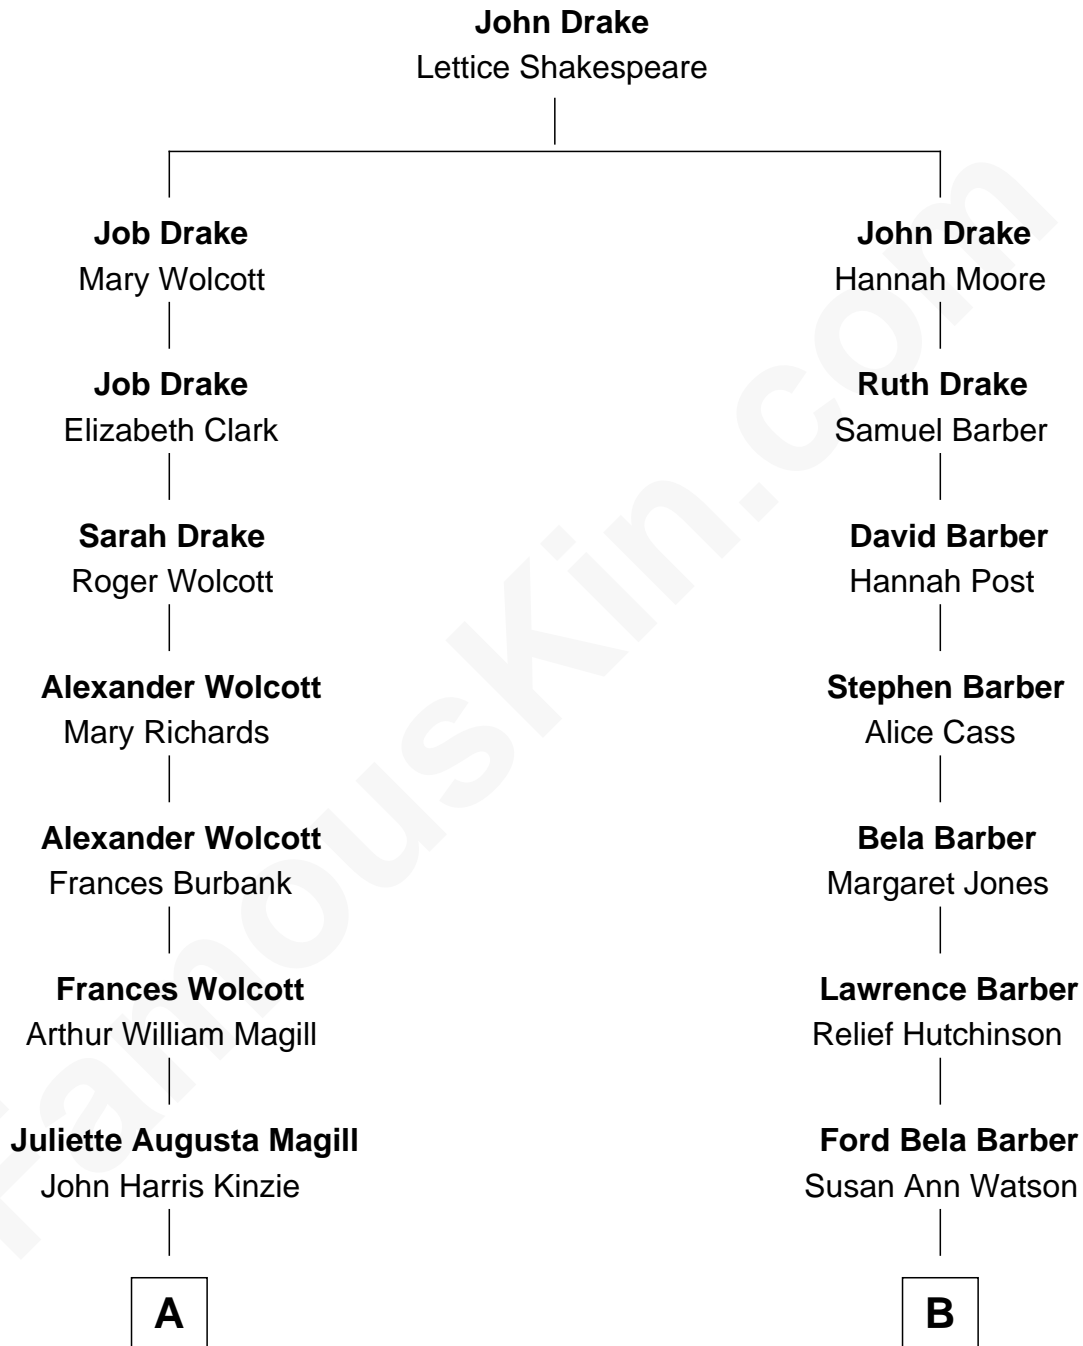 John Drake
Lettice Shakespeare
Job Drake
Mary Wolcott
John Drake
Hannah Moore
Job Drake
Elizabeth Clark
Ruth Drake
Samuel Barber
Sarah Drake
Roger Wolcott
David Barber
Hannah Post
Alexander Wolcott
Mary Richards
Stephen Barber
Alice Cass
Alexander Wolcott
Frances Burbank
Bela Barber
Margaret Jones
Frances Wolcott
Arthur William Magill
Lawrence Barber
Relief Hutchinson
Juliette Augusta Magill
John Harris Kinzie
Ford Bela Barber
Susan Ann Watson
A
B
FamousKin.com